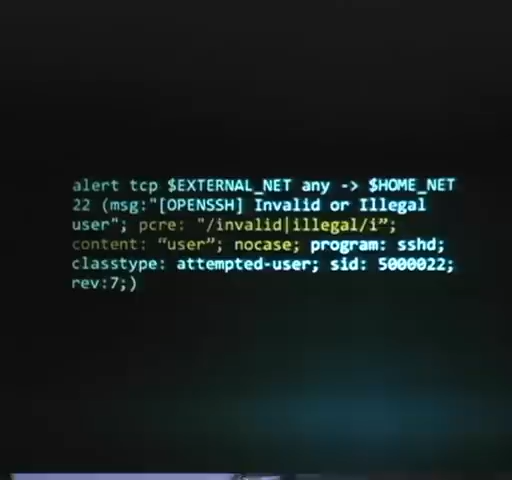 alert tcp $EXTERNAL_NET any -> $HOME_NET
22 (msg:"[OPENSSH] Invalid or Illegal
user"; pcre: "/invalid|illegal/i”;
content: “user”; nocase; program: sshd;
classtype: attempted-user; sid: 5000022;
rev:7;)